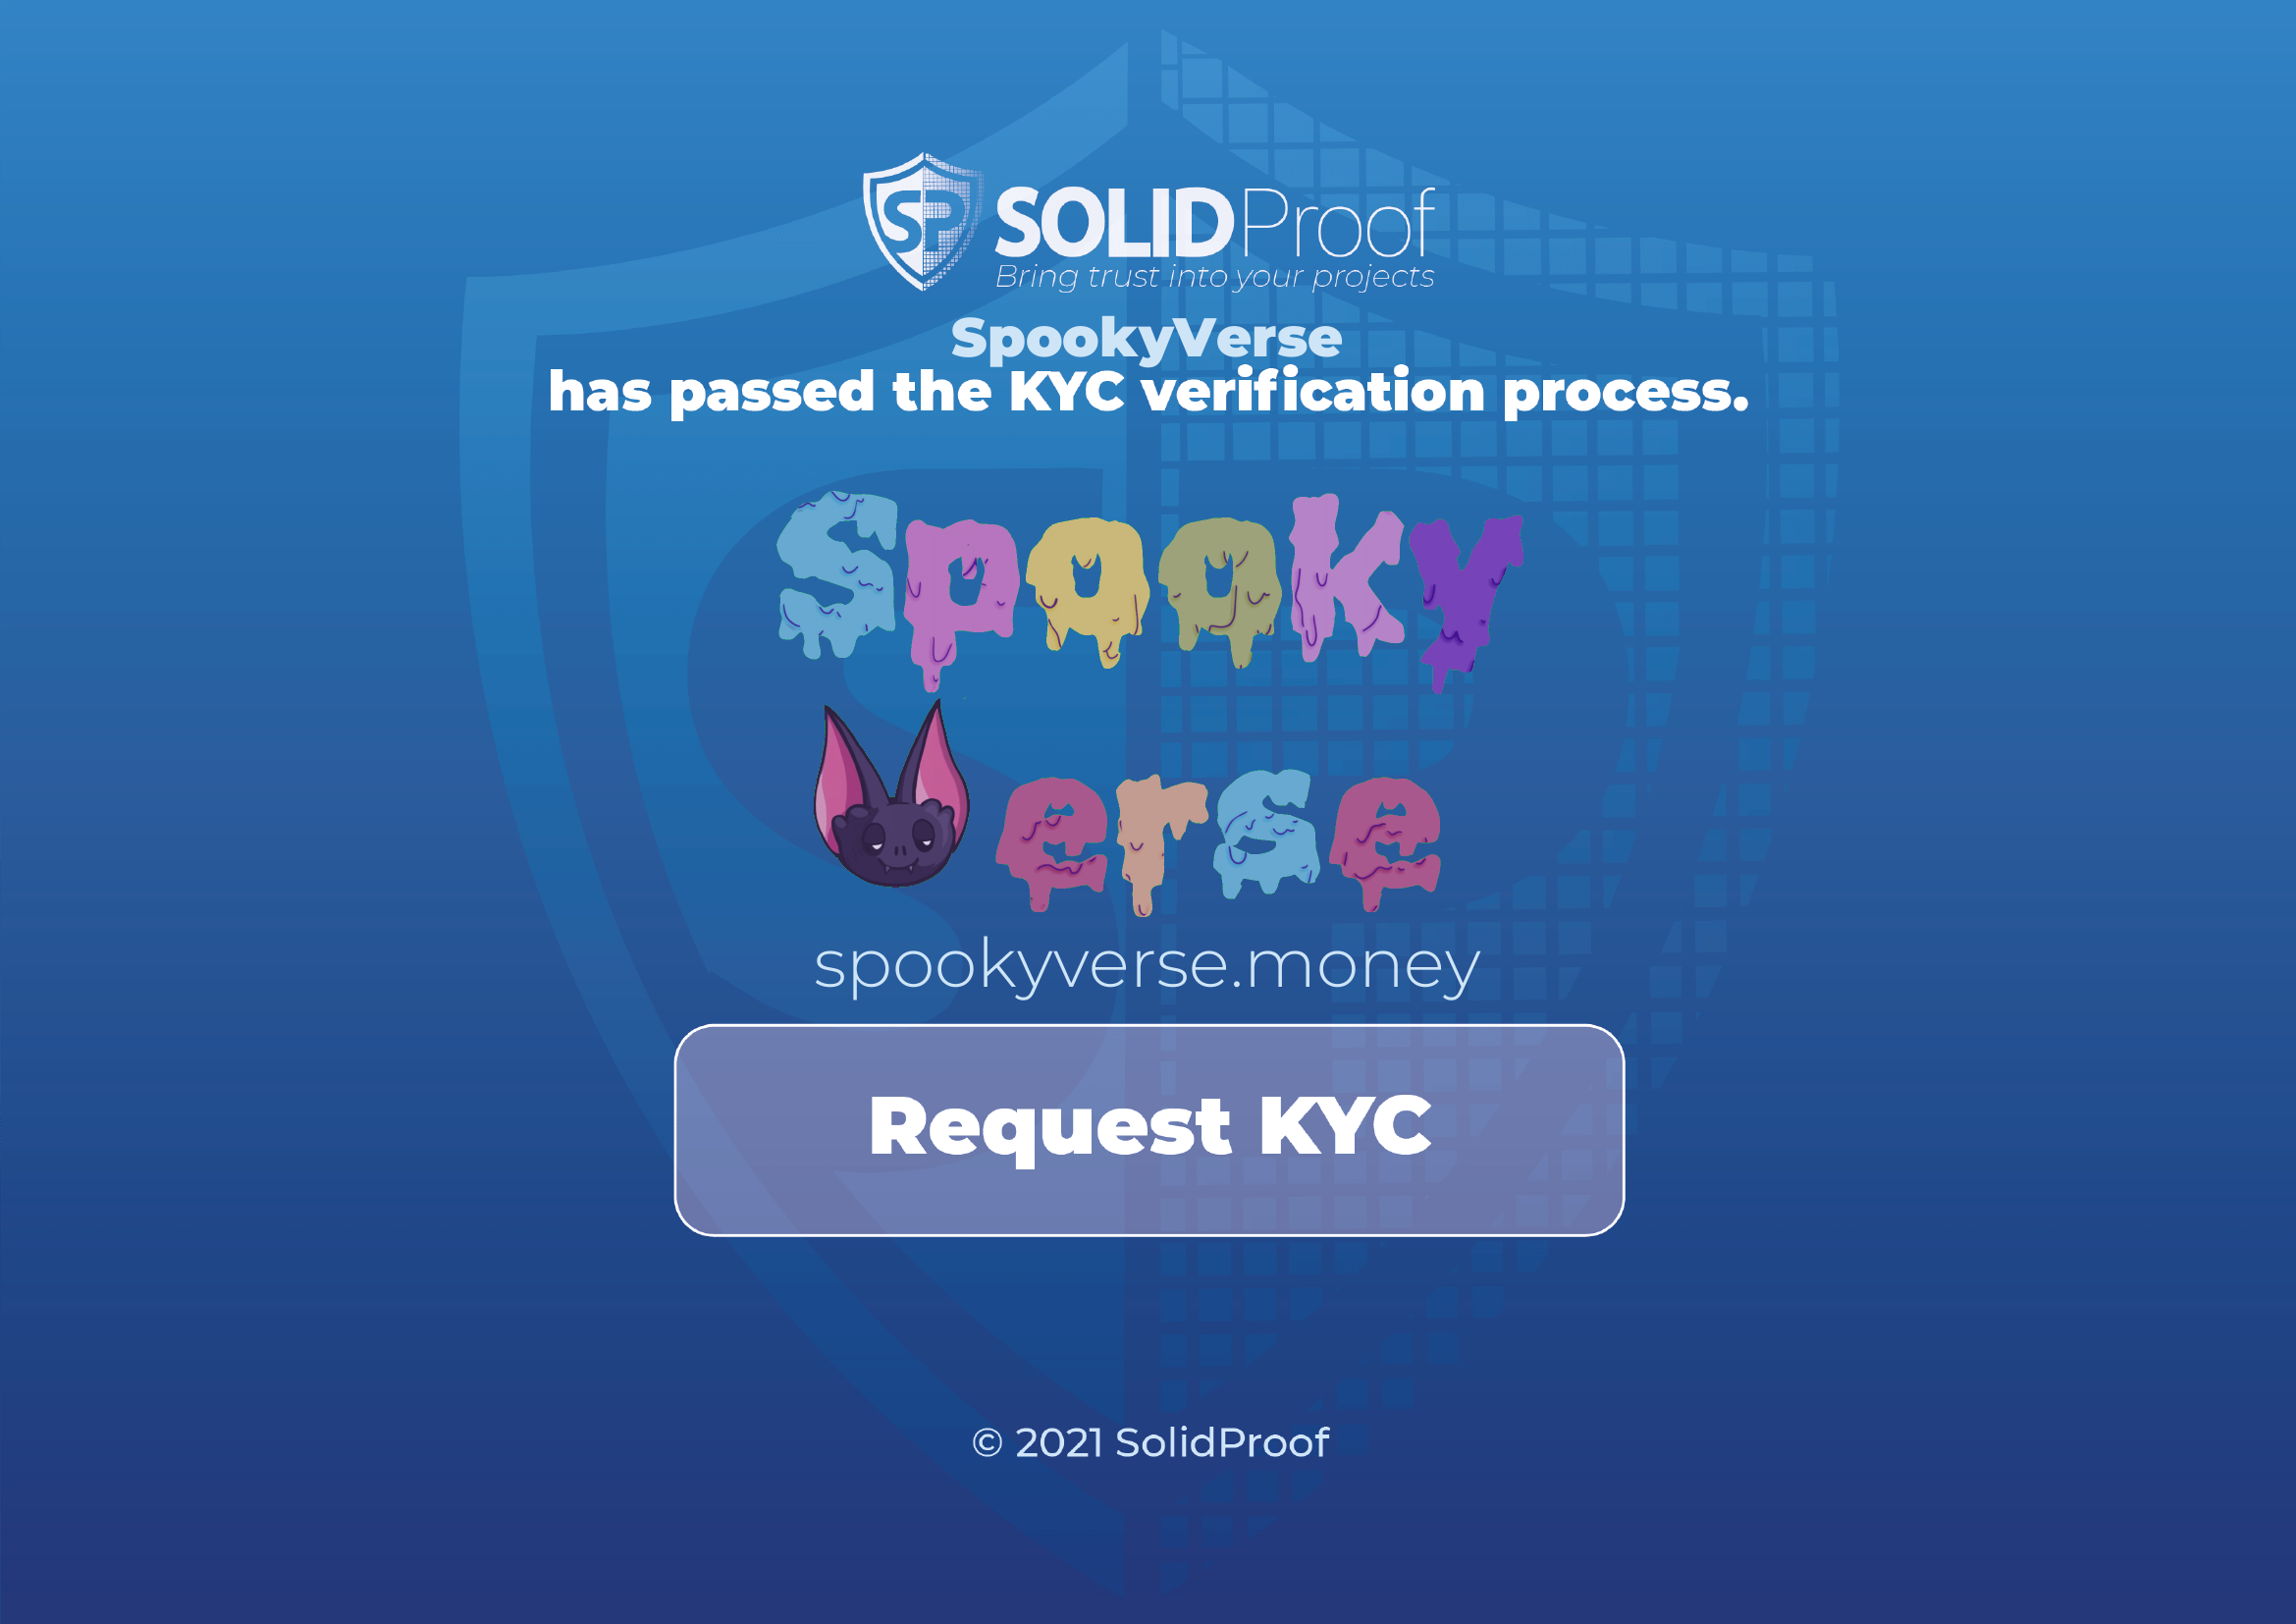 SP SOLIDProof
Bring trust into your projects
SpookyVerse
has passed the KYC verification process.
Spooky
erse
spookyverse.money
Request KYC
© 2021 SolidProof